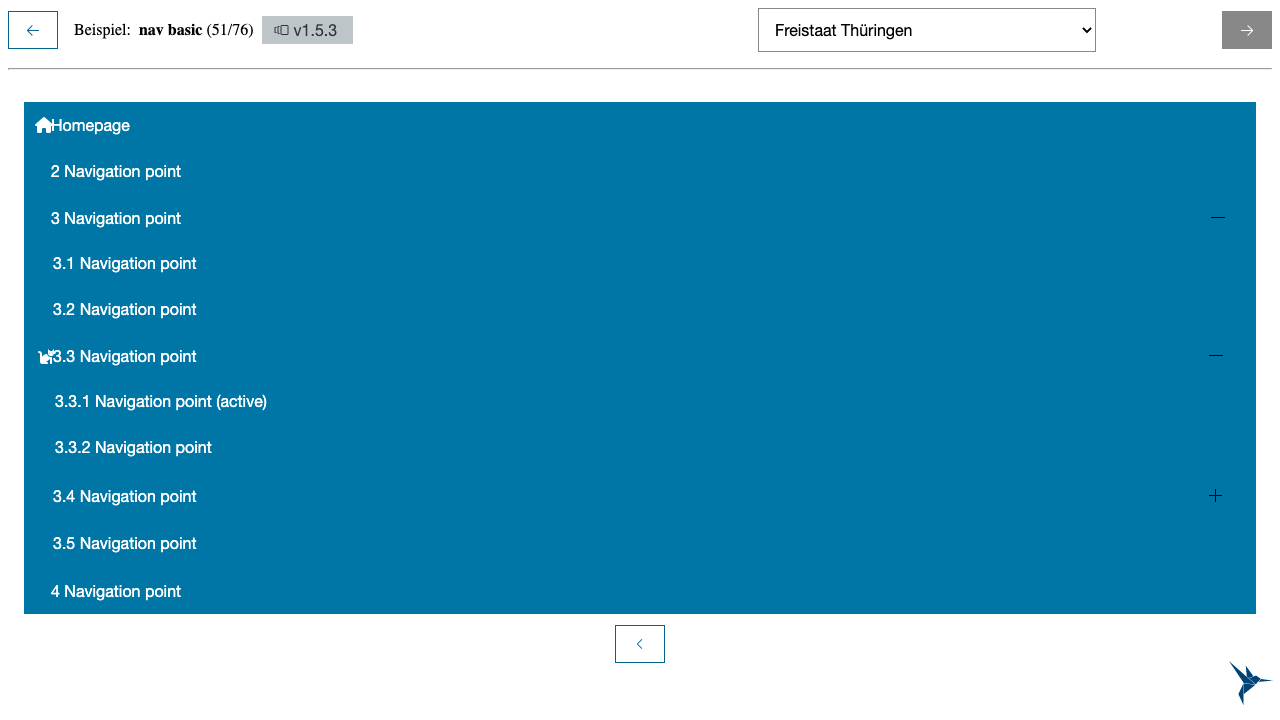 Beispiel: nav basic (51/76) v1.5.3 Freistaat Thüringen
Homepage
2 Navigation point
3 Navigation point
3.1 Navigation point
3.2 Navigation point
3.3 Navigation point
3.3.1 Navigation point (active)
3.3.2 Navigation point
3.4 Navigation point
3.5 Navigation point
4 Navigation point